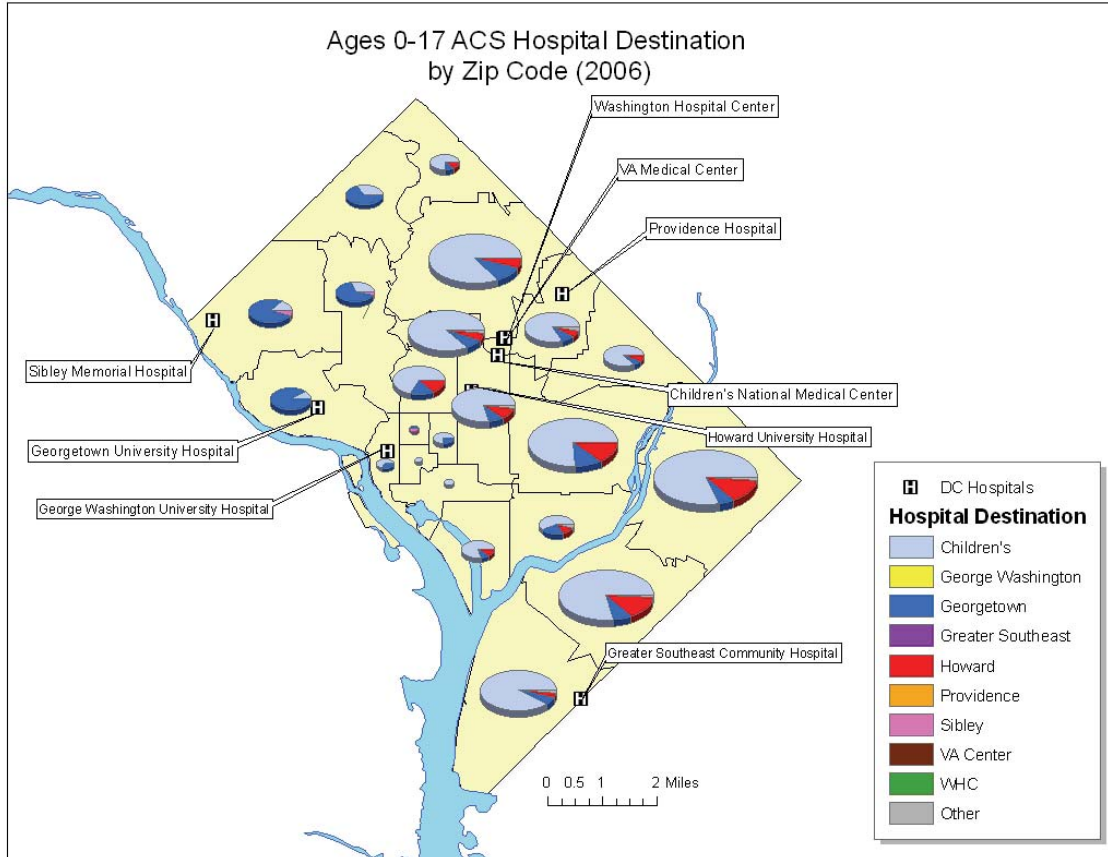 Ages 0-17 ACS Hospital Destination
by Zip Code (2006)
Washington Hospital Center
VA Medical Center
Providence Hospital
Sibley Memorial Hospital
Children's National Medical Center
Georgetown University Hospital
Howard University Hospital
George Washington University Hospital
Greater Southeast Community Hospital
0 0.5 1 2 Miles
H DC Hospitals
Hospital Destination
Children's
George Washington
Georgetown
Greater Southeast
Howard
Providence
Sibley
VA Center
WHC
Other